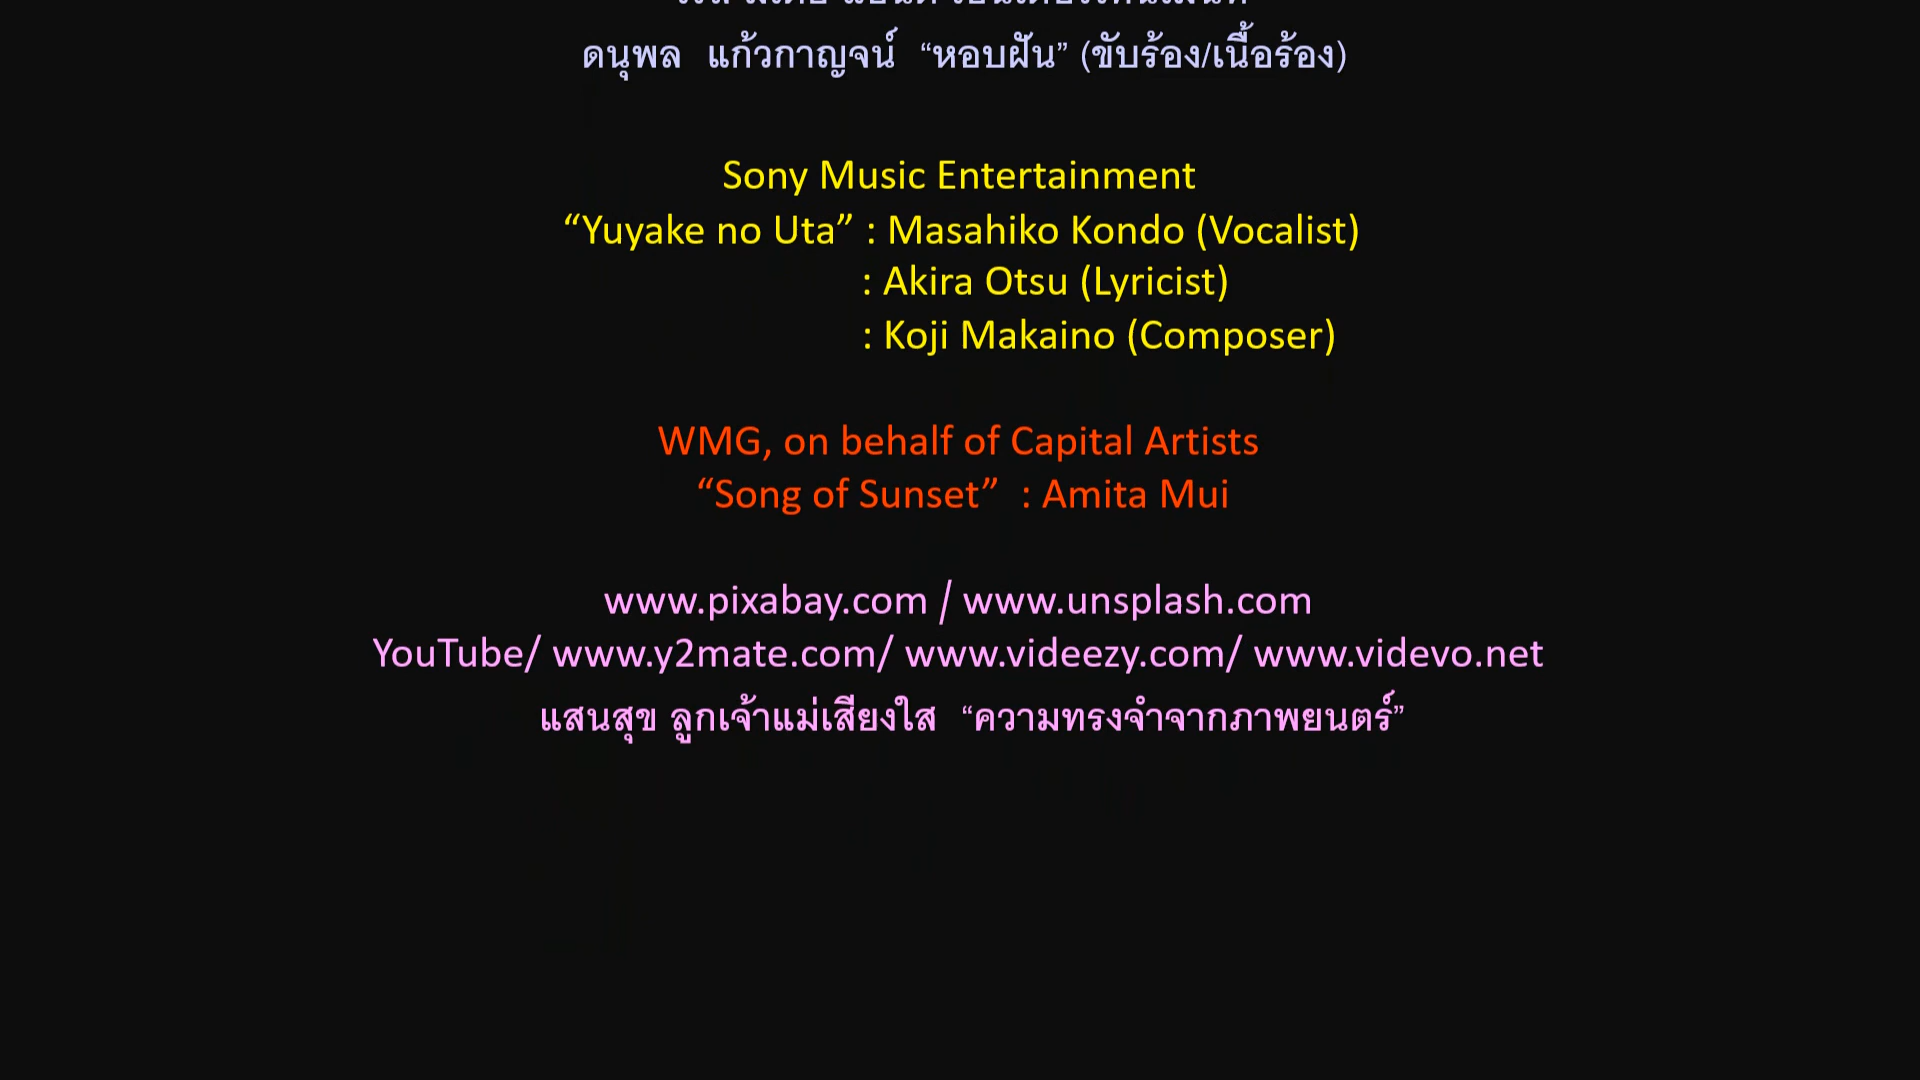 ดนุพล แก้วกาญจน์ “หอบฝัน” (ขับร้อง/เนื้อร้อง)
Sony Music Entertainment
“Yuyake no Uta” : Masahiko Kondo (Vocalist)
: Akira Otsu (Lyricist)
: Koji Makaino (Composer)
WMG, on behalf of Capital Artists
“Song of Sunset” : Amita Mui
www.pixabay.com / www.unsplash.com
YouTube/ www.y2mate.com/ www.videezy.com/ www.videvo.net
แสนสุข ลูกเจ้าแม่เสียงใส “ความทรงจำจากภาพยนตร์”